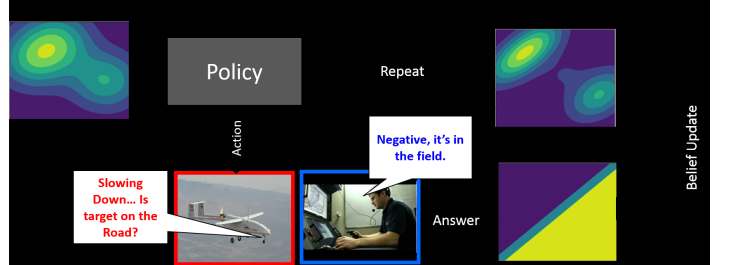 Policy
Repeat
Action
Negative, it's in
the field.
Slowing
Down... Is
target on the
Road?
Answer
Belief Update